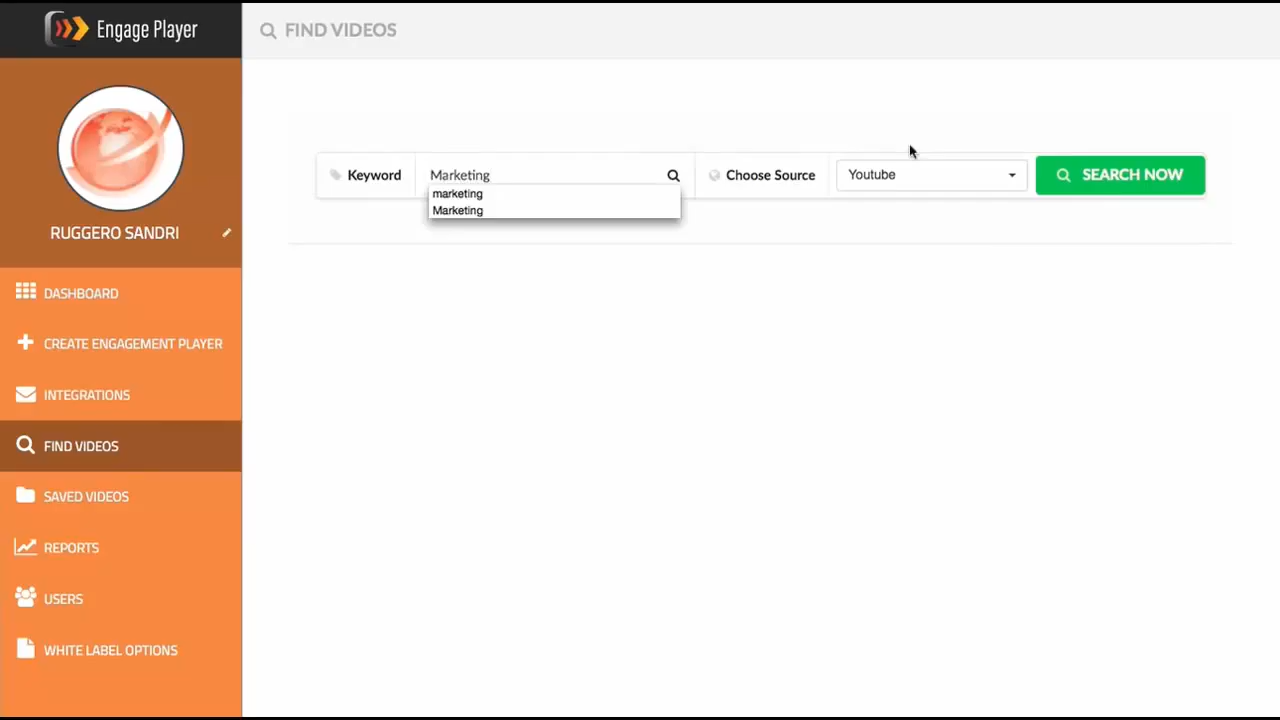 Engage Player
FIND VIDEOS
RUGGERO SANDRI
DASHBOARD
CREATE ENGAGEMENT PLAYER
INTEGRATIONS
FIND VIDEOS
SAVED VIDEOS
REPORTS
USERS
WHITE LABEL OPTIONS
Keyword Marketing Choose Source Youtube SEARCH NOW
marketing
Marketing